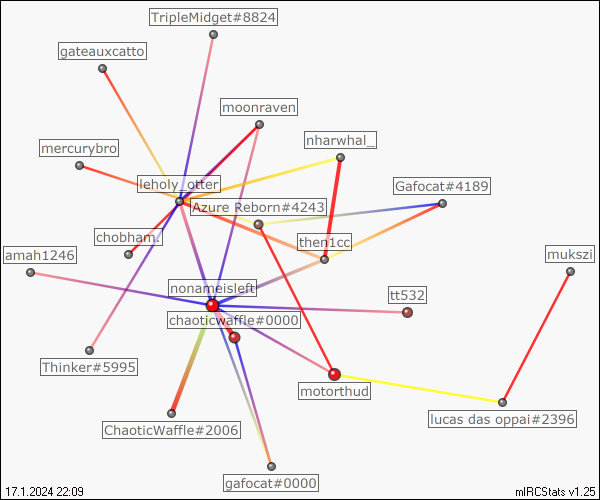 TripleMidget#8824
gateauxcatto
moonraven
nharwhal_
mercurybro
leholy_otter
Gafocat#4189
Azure Reborn#4243
chobham.
then1cc
amah1246
mukszi
nonameisleft
tt532
chaoticwaffle#0000
Thinker#5995
motorthud
lucas das oppai#2396
ChaoticWaffle#2006
gafocat#0000
17.1.2024 22:09
mIRCStats v1.25